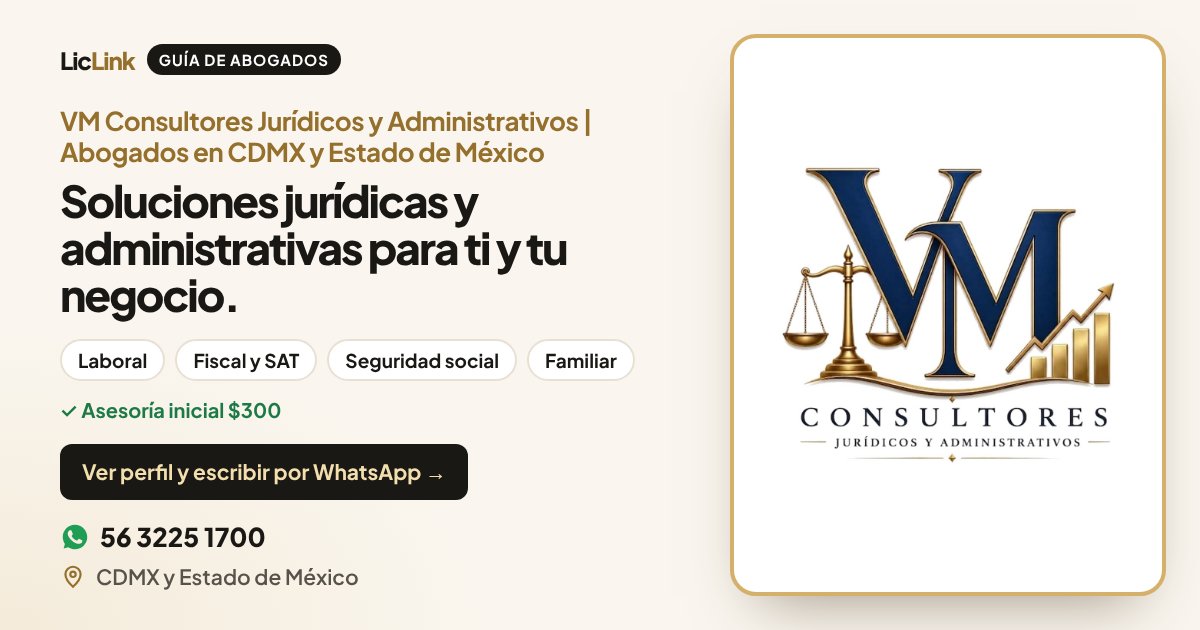 LicLink GUÍA DE ABOGADOS
VM Consultores Jurídicos y Administrativos |
Abogados en CDMX y Estado de México
Soluciones jurídicas y
administrativas para ti y tu
negocio.
Laboral Fiscal y SAT Seguridad social Familiar
✓ Asesoría inicial $300
Ver perfil y escribir por WhatsApp →
56 3225 1700
CDMX y Estado de México
VM
CONSULTORES
JURÍDICOS Y ADMINISTRATIVOS